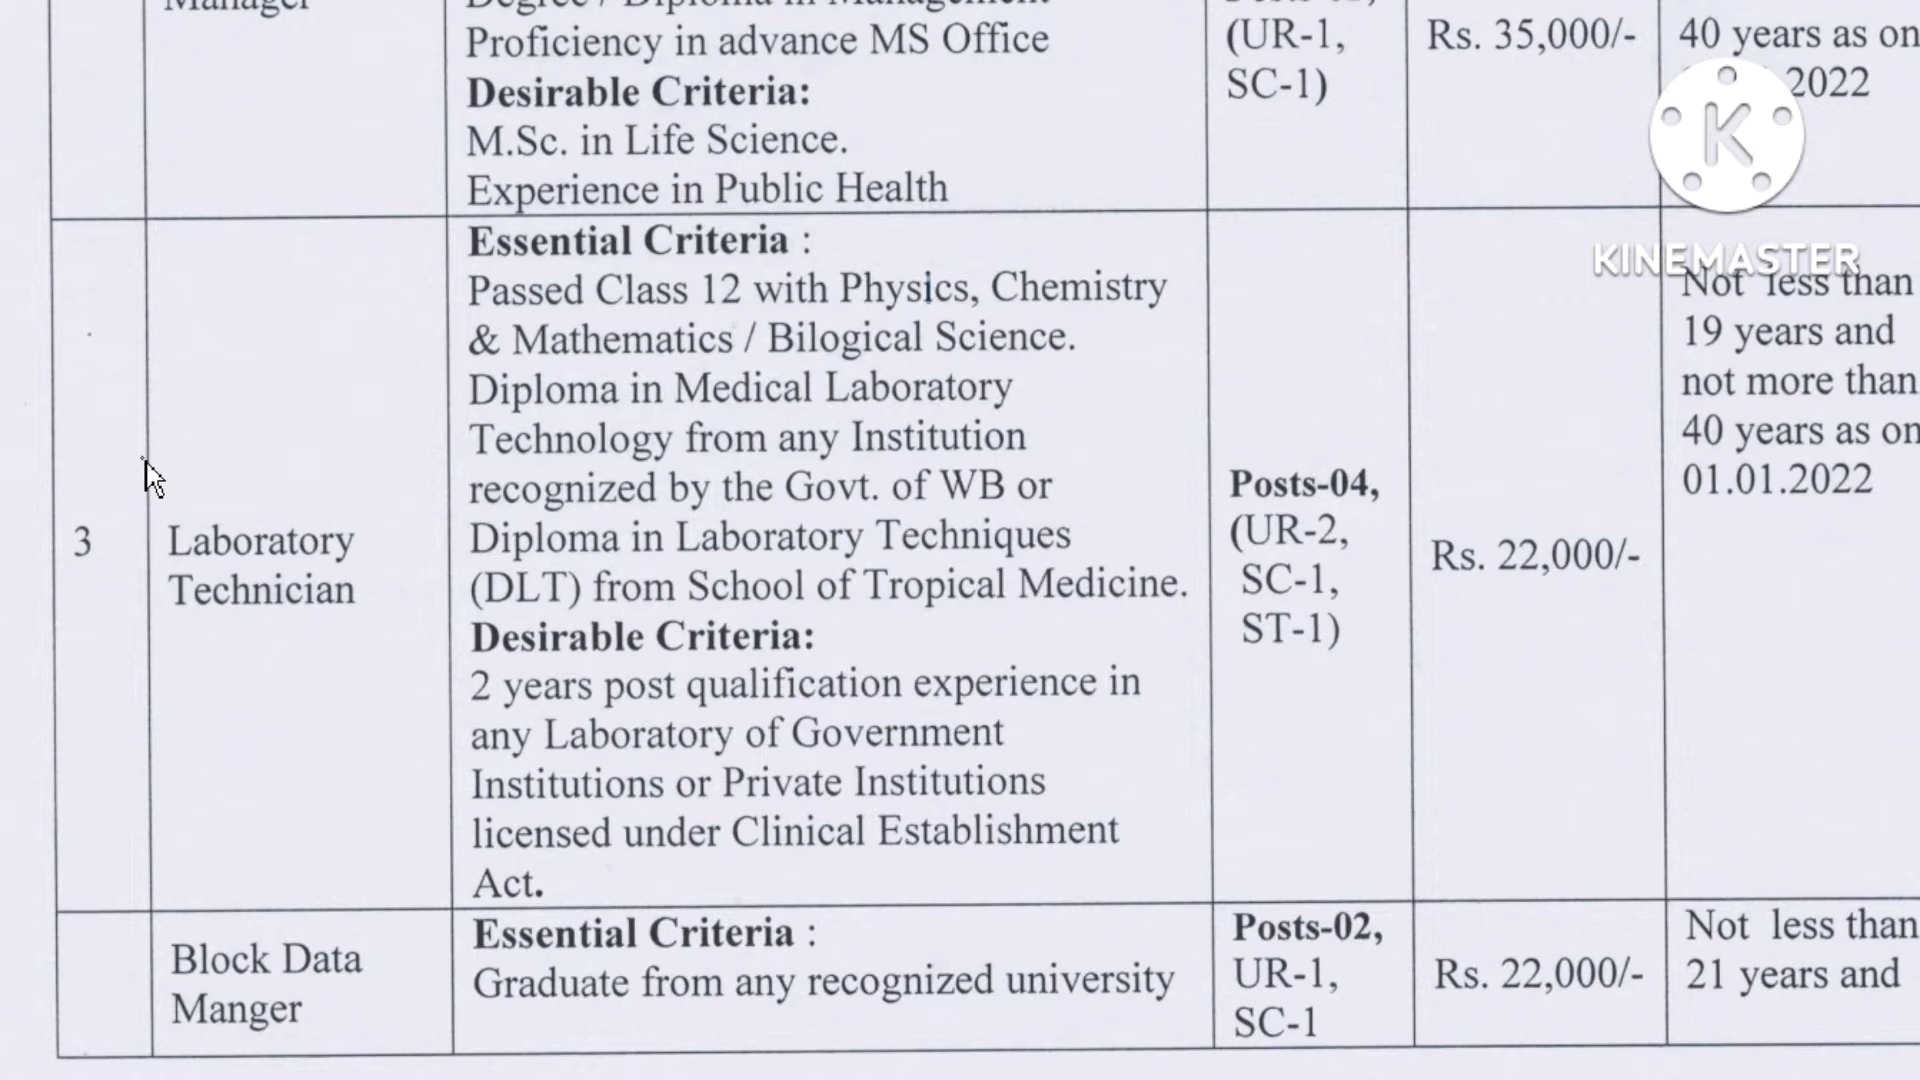 Manager
Degree / Diploma in Management
Proficiency in advance MS Office
Desirable Criteria:
M.Sc. in Life Science.
Experience in Public Health
(UR-1,
SC-1)
Rs. 35,000/-
40 years as on
2022
KINEMASTER
3
Laboratory
Technician
Essential Criteria :
Passed Class 12 with Physics, Chemistry
& Mathematics / Bilogical Science.
Diploma in Medical Laboratory
Technology from any Institution
recognized by the Govt. of WB or
Diploma in Laboratory Techniques
(DLT) from School of Tropical Medicine.
Desirable Criteria:
2 years post qualification experience in
any Laboratory of Government
Institutions or Private Institutions
licensed under Clinical Establishment
Act.
Posts-04,
(UR-2,
SC-1,
ST-1)
Rs. 22,000/-
Not less than
19 years and
not more than
40 years as on
01.01.2022
Block Data
Manger
Essential Criteria :
Graduate from any recognized university
Posts-02,
UR-1,
SC-1
Rs. 22,000/-
Not less than
21 years and